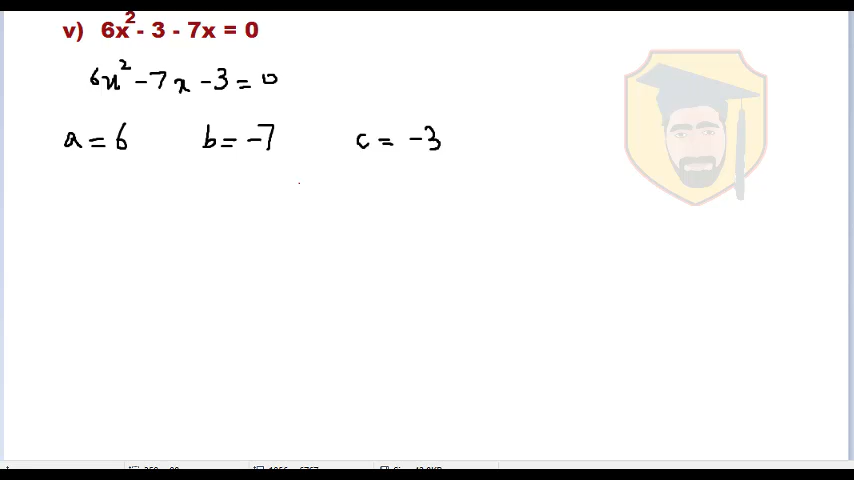 v) 6x² - 3 - 7x = 0
6x² - 7x - 3 = 0
a = 6 b = -7 c = -3